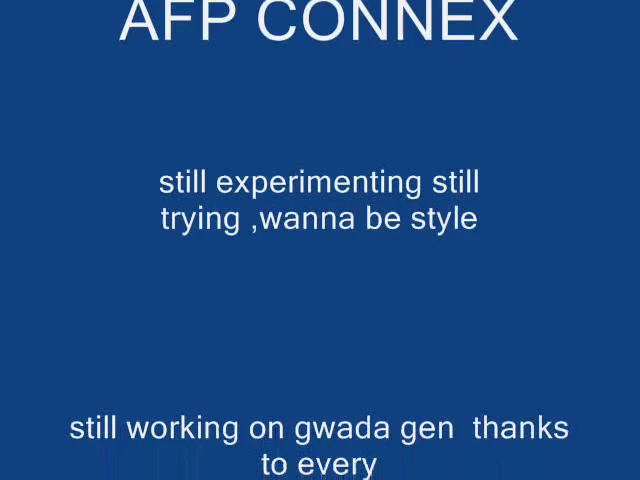 AFP CONNEX
still experimenting still
trying ,wanna be style
still working on gwada gen  thanks
to every